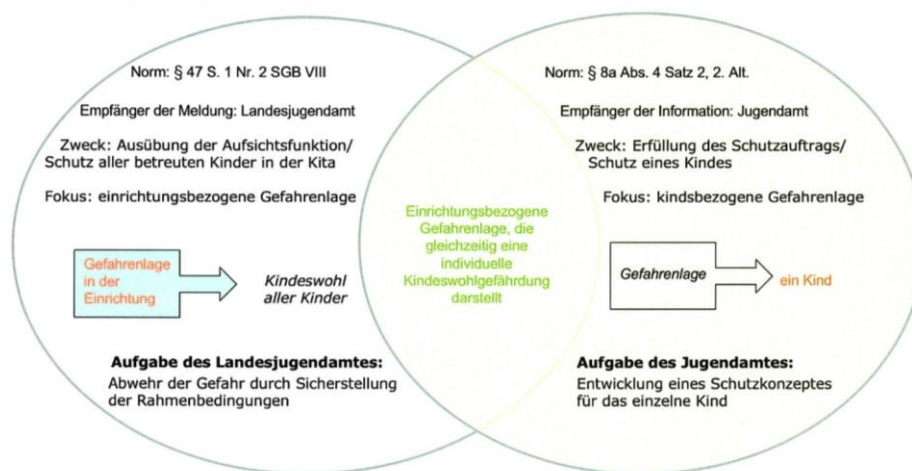 Norm: § 47 S. 1 Nr. 2 SGB VIII
Empfänger der Meldung: Landesjugendamt
Zweck: Ausübung der Aufsichtsfunktion/
Schutz aller betreuten Kinder in der Kita
Fokus: einrichtungsbezogene Gefahrenlage
Gefahrenlage
in der
Einrichtung
Kindeswohl
aller Kinder
Aufgabe des Landesjugendamtes:
Abwehr der Gefahr durch Sicherstellung
der Rahmenbedingungen
Einrichtungsbezogene
Gefahrenlage, die
gleichzeitig eine
individuelle
Kindeswohlgefährdung
darstellt
Norm: § 8a Abs. 4 Satz 2, 2. Alt.
Empfänger der Information: Jugendamt
Zweck: Erfüllung des Schutzauftrags/
Schutz eines Kindes
Fokus: kindsbezogene Gefahrenlage
Gefahrenlage
ein Kind
Aufgabe des Jugendamtes:
Entwicklung eines Schutzkonzeptes
für das einzelne Kind